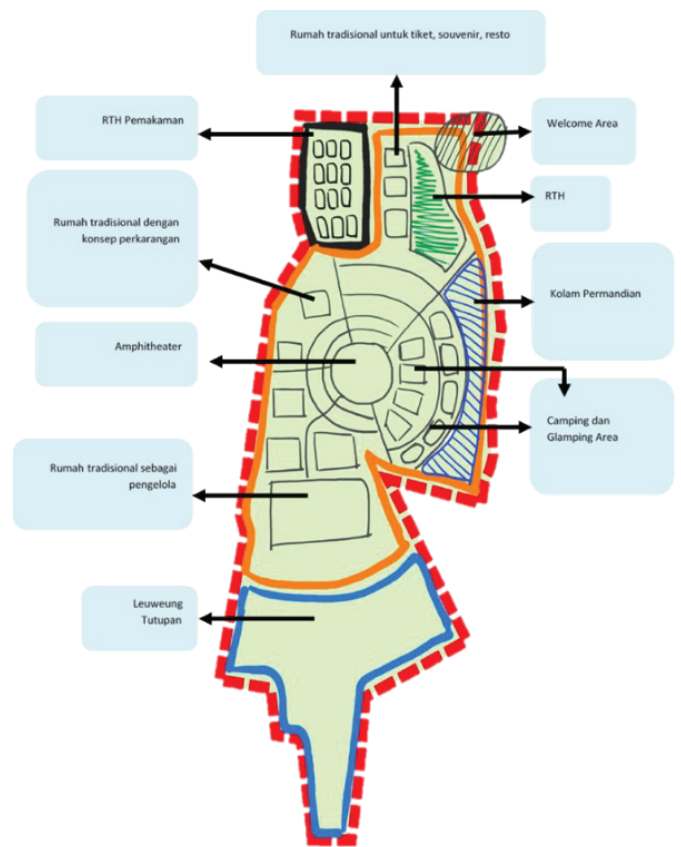 Rumah tradisional untuk tiket, souvenir, resto
RTH Pemakaman
Welcome Area
RTH
Rumah tradisional dengan
konsep perkarangan
Kolam Permandian
Amphitheater
Camping dan
Glamping Area
Rumah tradisional sebagai
pengelola
Leuweung
Tutupan